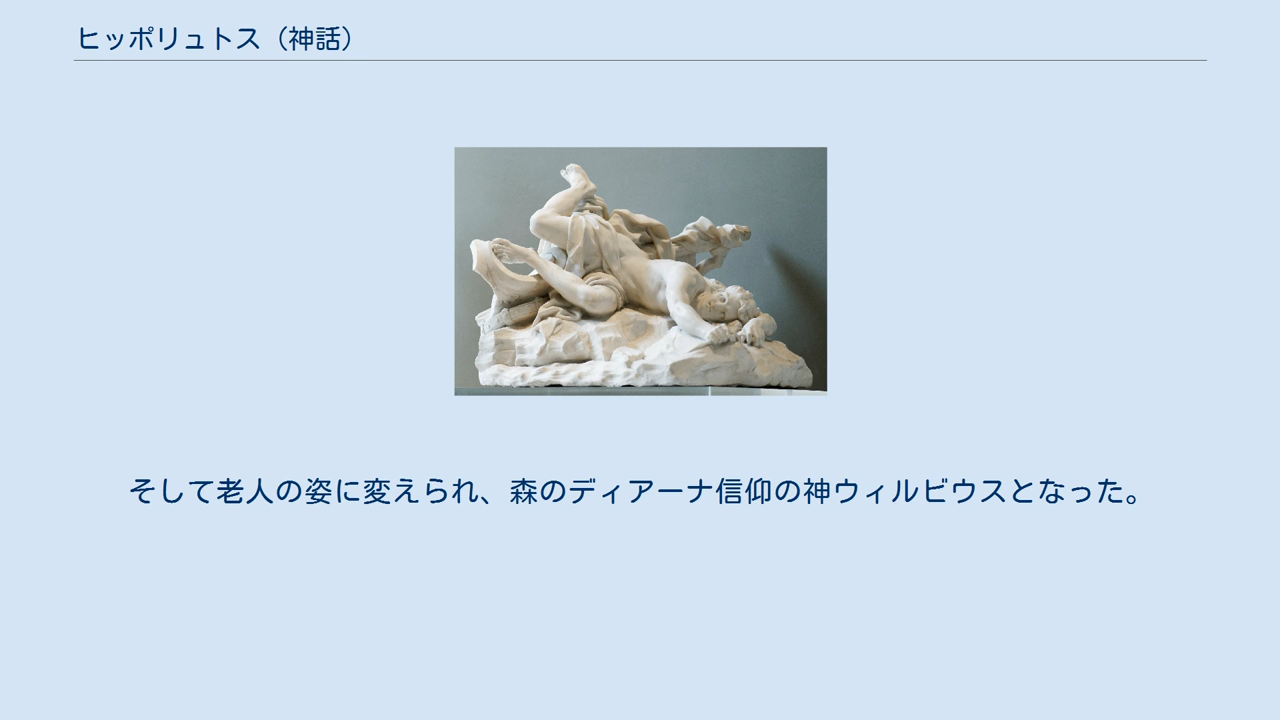 ヒッポリュトス（神話）
そして老人の姿に変えられ、森のディアーナ信仰の神ウィルビウスとなった。